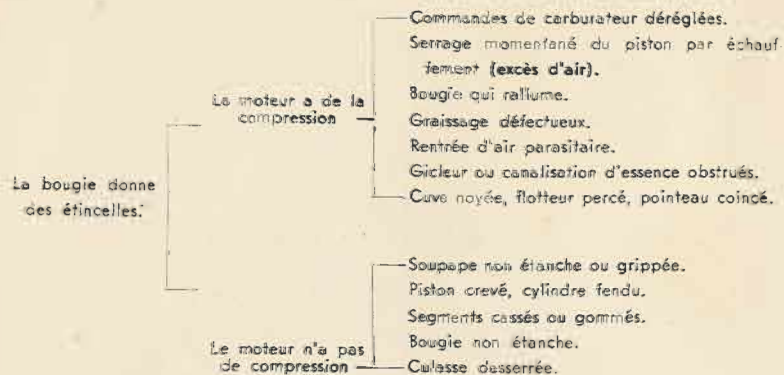 La bougie donne
des étincelles.
Le moteur a de la
compression
Commandes de carburateur déréglées.
Serrage momentané du piston par échauf
fement (excès d'air).
Bougie qui rallume.
Graissage défectueux.
Rentrée d'air parasitaire.
Gicleur ou canalisation d'essence obstrués.
Cuve noyée, flotteur percé, pointeau coincé.
Le moteur n'a pas
de compression
Soupape non étanche ou grippée.
Piston crevé, cylindre fendu.
Segments cassés ou gommés.
Bougie non étanche.
Culasse desserrée.